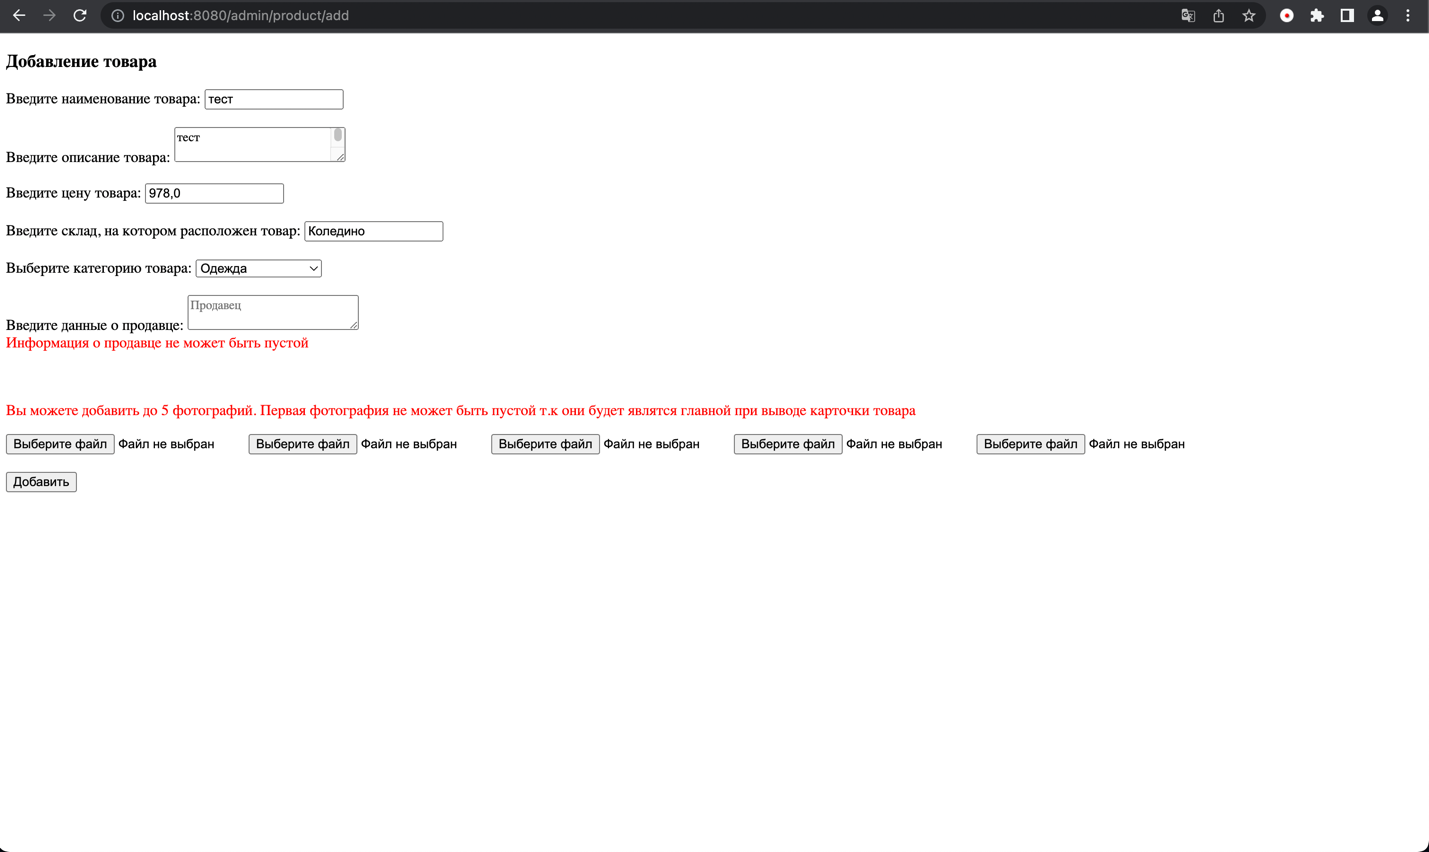 localhost:8080/admin/product/add
Добавление товара
Введите наименование товара: тест
тест
Введите описание товара:
Введите цену товара: 978,0
Введите склад, на котором расположен товар: Коледино
Выберите категорию товара: Одежда
Продавец
Введите данные о продавце:
Информация о продавце не может быть пустой
Вы можете добавить до 5 фотографий. Первая фотография не может быть пустой т.к они будет являтся главной при выводе карточки товара
Выберите файл Файл не выбран Выберите файл Файл не выбран Выберите файл Файл не выбран Выберите файл Файл не выбран Выберите файл Файл не выбран
Добавить